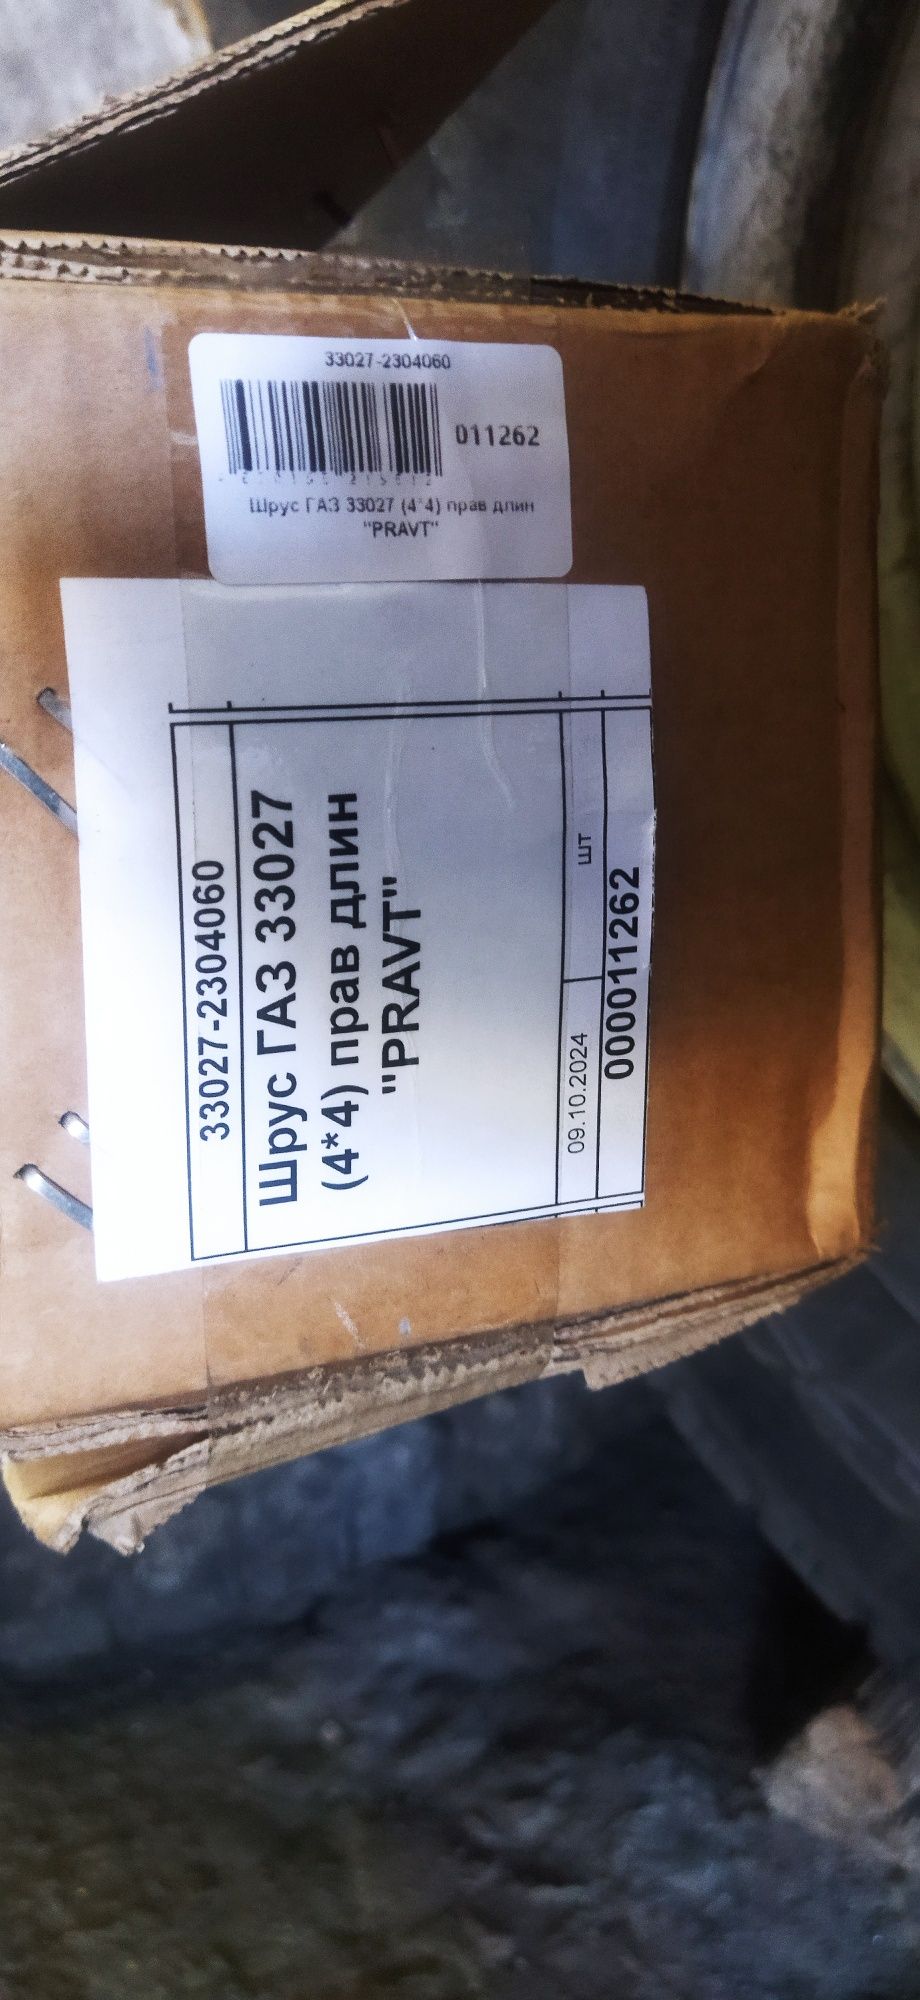 33027-2304060
011262
Шрус ГАЗ 33027 (4*4) прав длин
"PRAVT"
33027-2304060
Шрус ГАЗ 33027
(4*4) прав длин
"PRAVT"
09.10.2024 шт
00011262